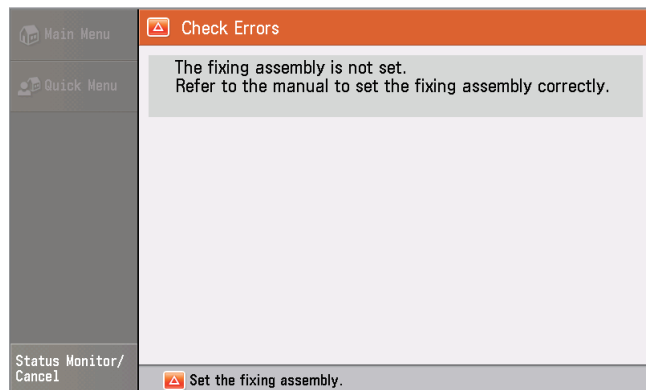 Main Menu
Quick Menu
Check Errors
The fixing assembly is not set.
Refer to the manual to set the fixing assembly correctly.
Status Monitor/
Cancel
Set the fixing assembly.